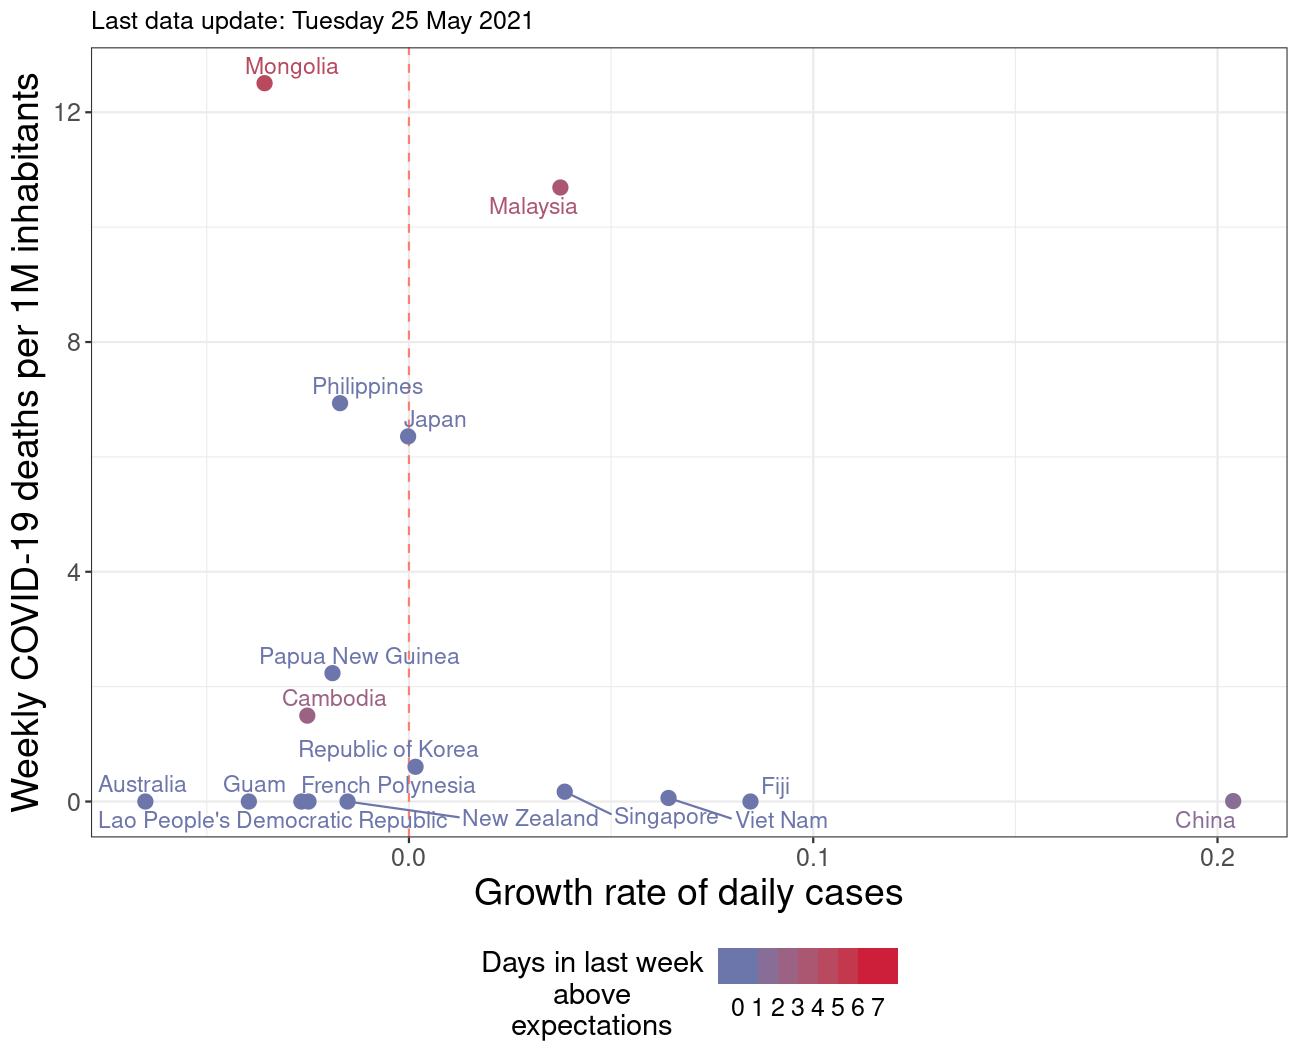 Last data update: Tuesday 25 May 2021
Weekly COVID-19 deaths per 1M inhabitants
12
8
4
0
Mongolia
Malaysia
Philippines
Japan
Papua New Guinea
Cambodia
Republic of Korea
Australia
Guam
French Polynesia
Fiji
Lao People's Democratic Republic
New Zealand
Singapore
Viet Nam
China
0.0
0.1
0.2
Growth rate of daily cases
Days in last week
above
expectations
0 1 2 3 4 5 6 7